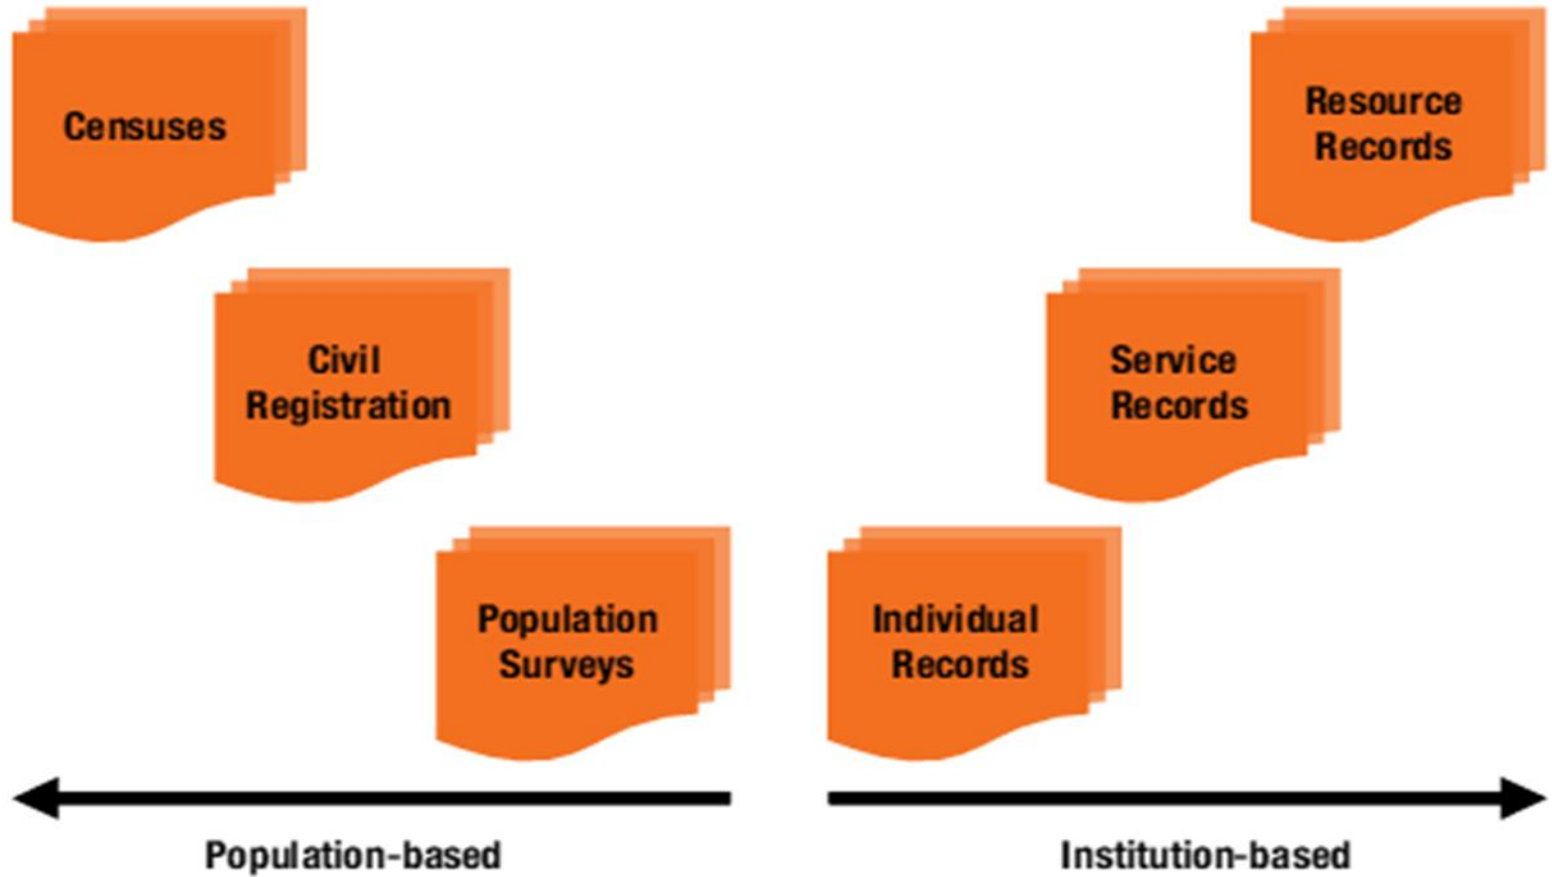 Censuses
Resource
Records
Civil
Registration
Service
Records
Population
Surveys
Individual
Records
Population-based
Institution-based